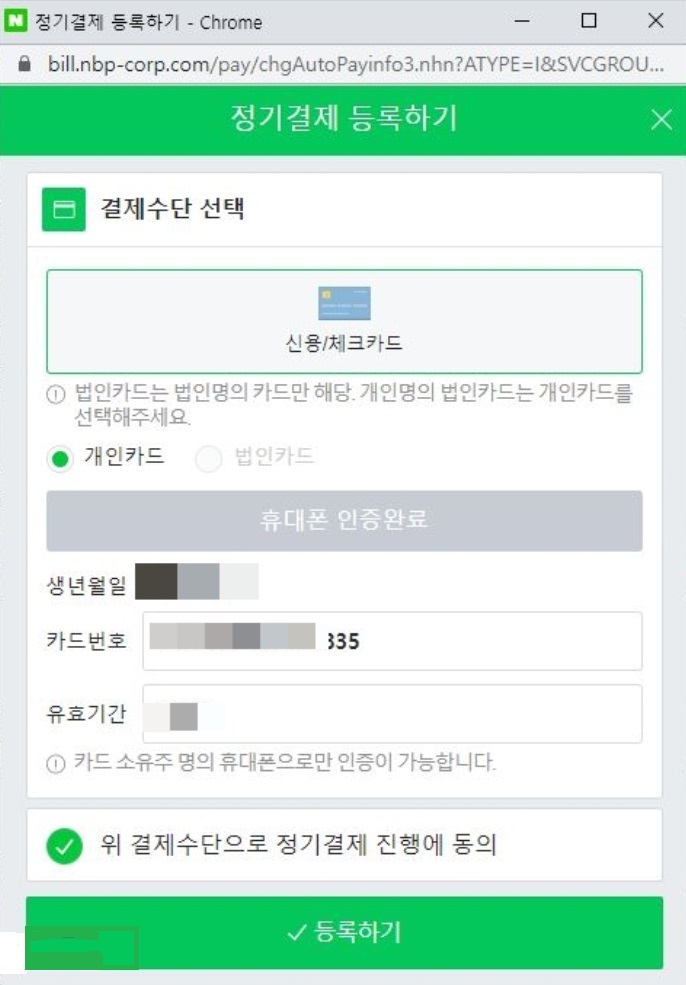 정기결제 등록하기 - Chrome
bill.nbp-corp.com/pay/chgAutoPayinfo3.nhn?ATYPE=I&SVCGROU...
정기결제 등록하기
결제수단 선택
신용/체크카드
법인카드는 법인명의 카드만 해당. 개인명의 법인카드는 개인카드를
선택해주세요.
개인카드 법인카드
휴대폰 인증완료
생년월일
카드번호 335
유효기간
카드 소유주 명의 휴대폰으로만 인증이 가능합니다.
위 결제수단으로 정기결제 진행에 동의
등록하기